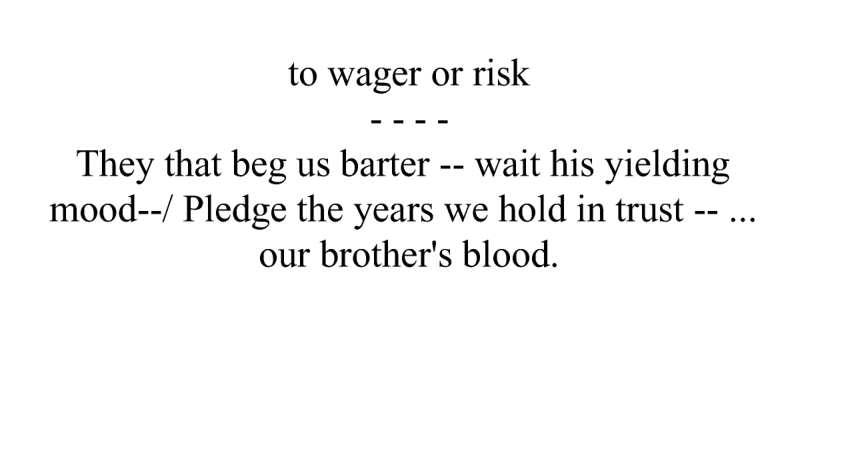 to wager or risk
- - - -
They that beg us barter -- wait his yielding
mood--/ Pledge the years we hold in trust -- ...
our brother's blood.